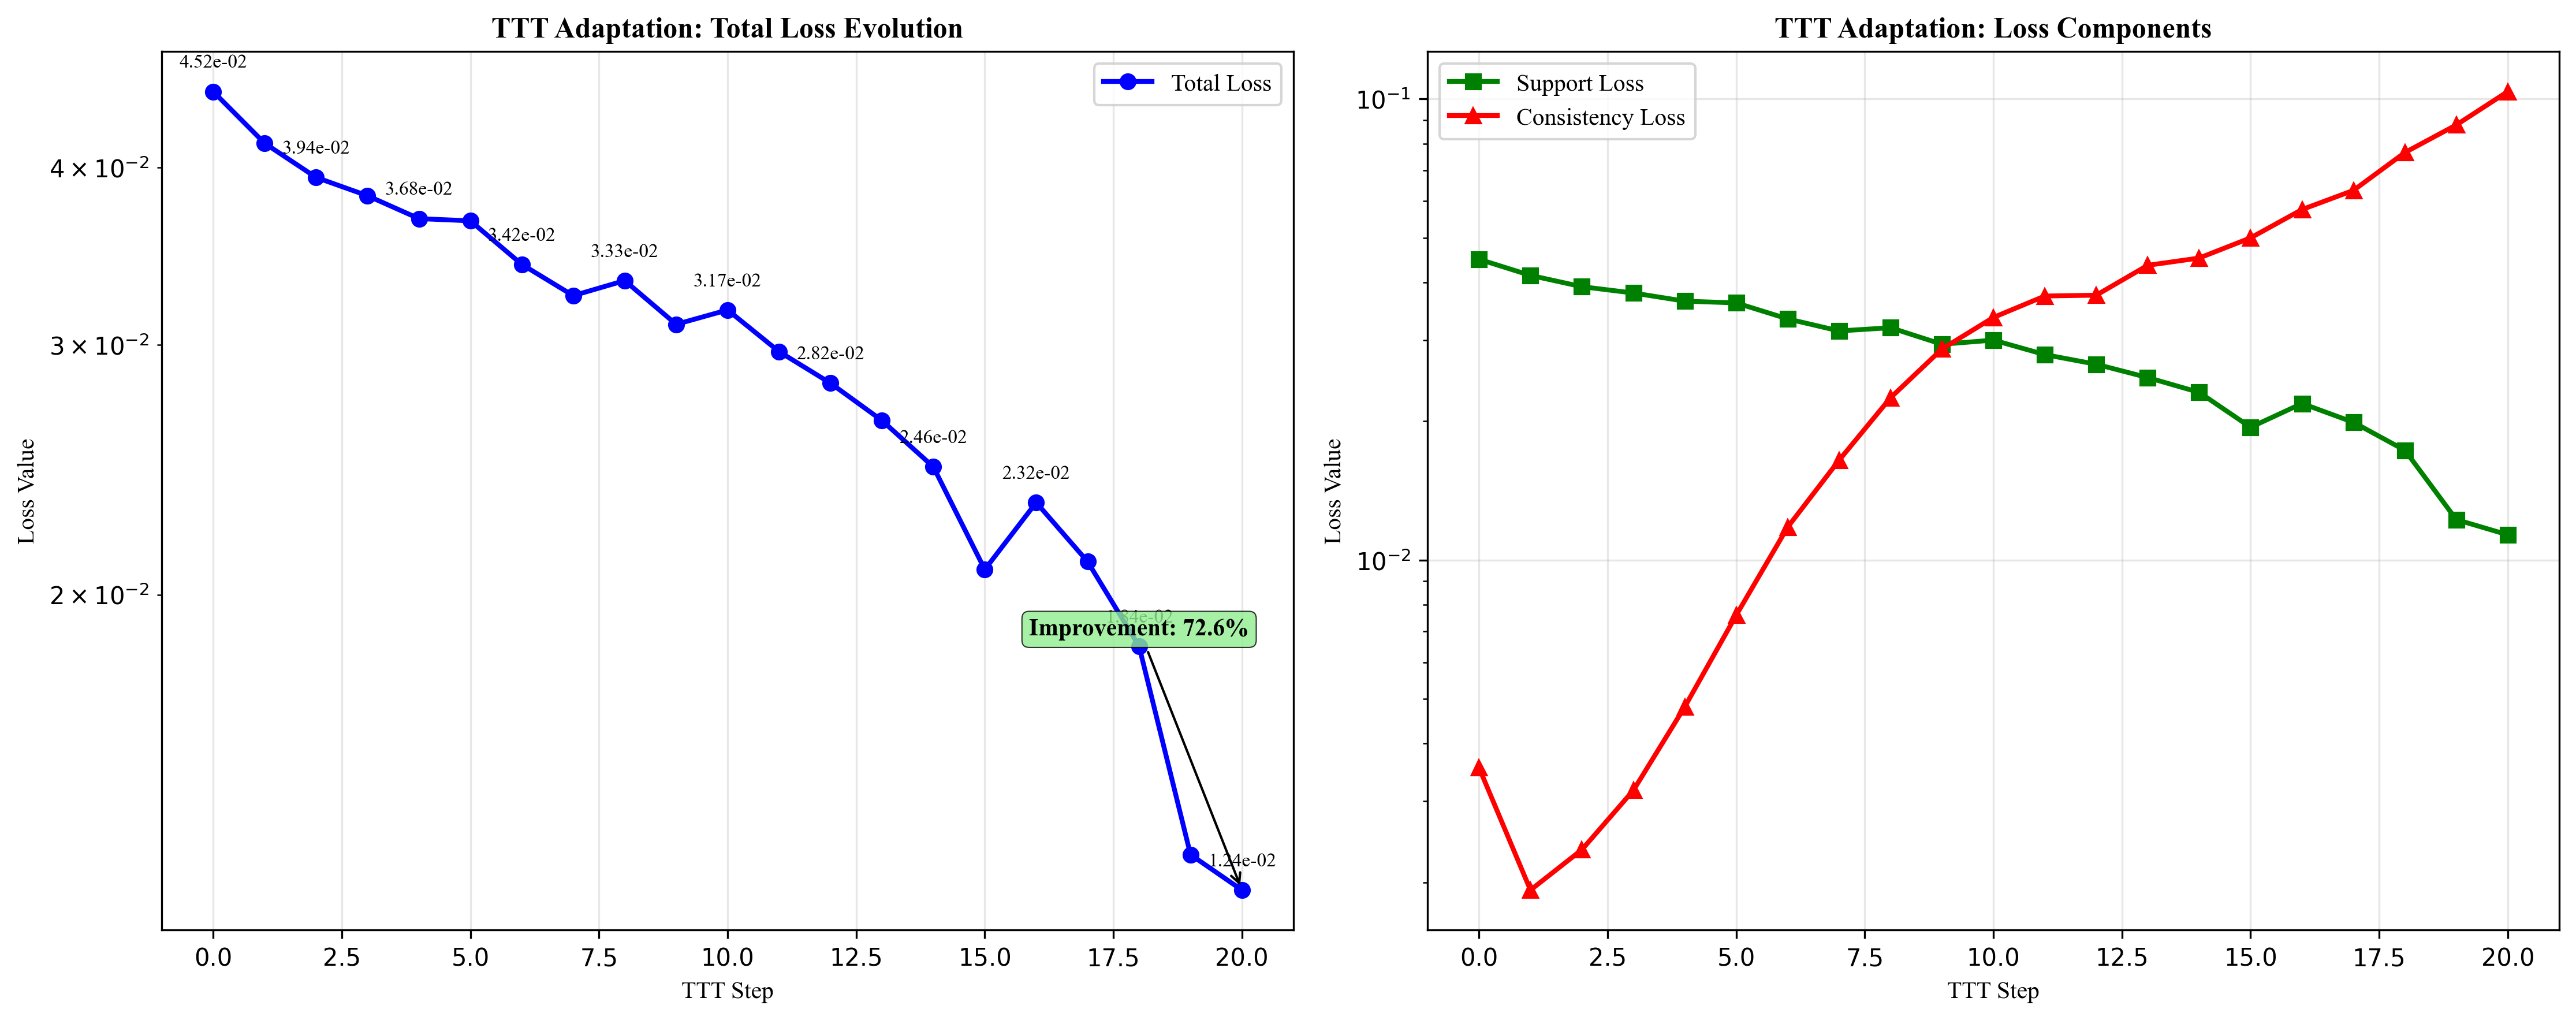 TTT Adaptation: Total Loss Evolution
4.52e-02
Total Loss
3.94e-02
4 × 10⁻²
3.68e-02
3.42e-02
3.33e-02
3.17e-02
3 × 10⁻²
2.82e-02
2.46e-02
2.32e-02
2 × 10⁻²
1.84e-02
Improvement: 72.6%
1.24e-02
Loss Value
0.0 2.5 5.0 7.5 10.0 12.5 15.0 17.5 20.0
TTT Step
TTT Adaptation: Loss Components
Support Loss
Consistency Loss
10⁻¹
10⁻²
Loss Value
0.0 2.5 5.0 7.5 10.0 12.5 15.0 17.5 20.0
TTT Step